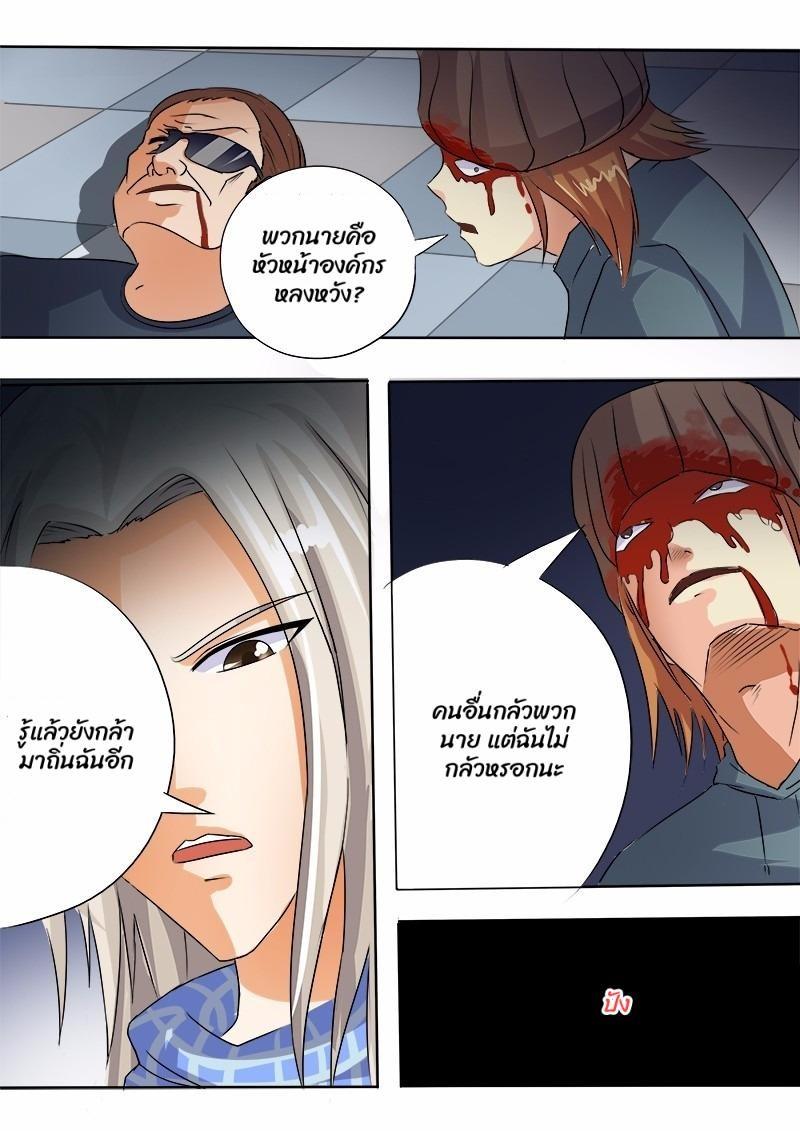 พวกนายคือ
หัวหน้าองค์กร
หลงหวัง?
รู้แล้วยังกล้า
มาถิ่นฉันอีก
คนอื่นกลัวพวก
นาย แต่ฉันไม่
กลัวหรอกนะ
ปัง